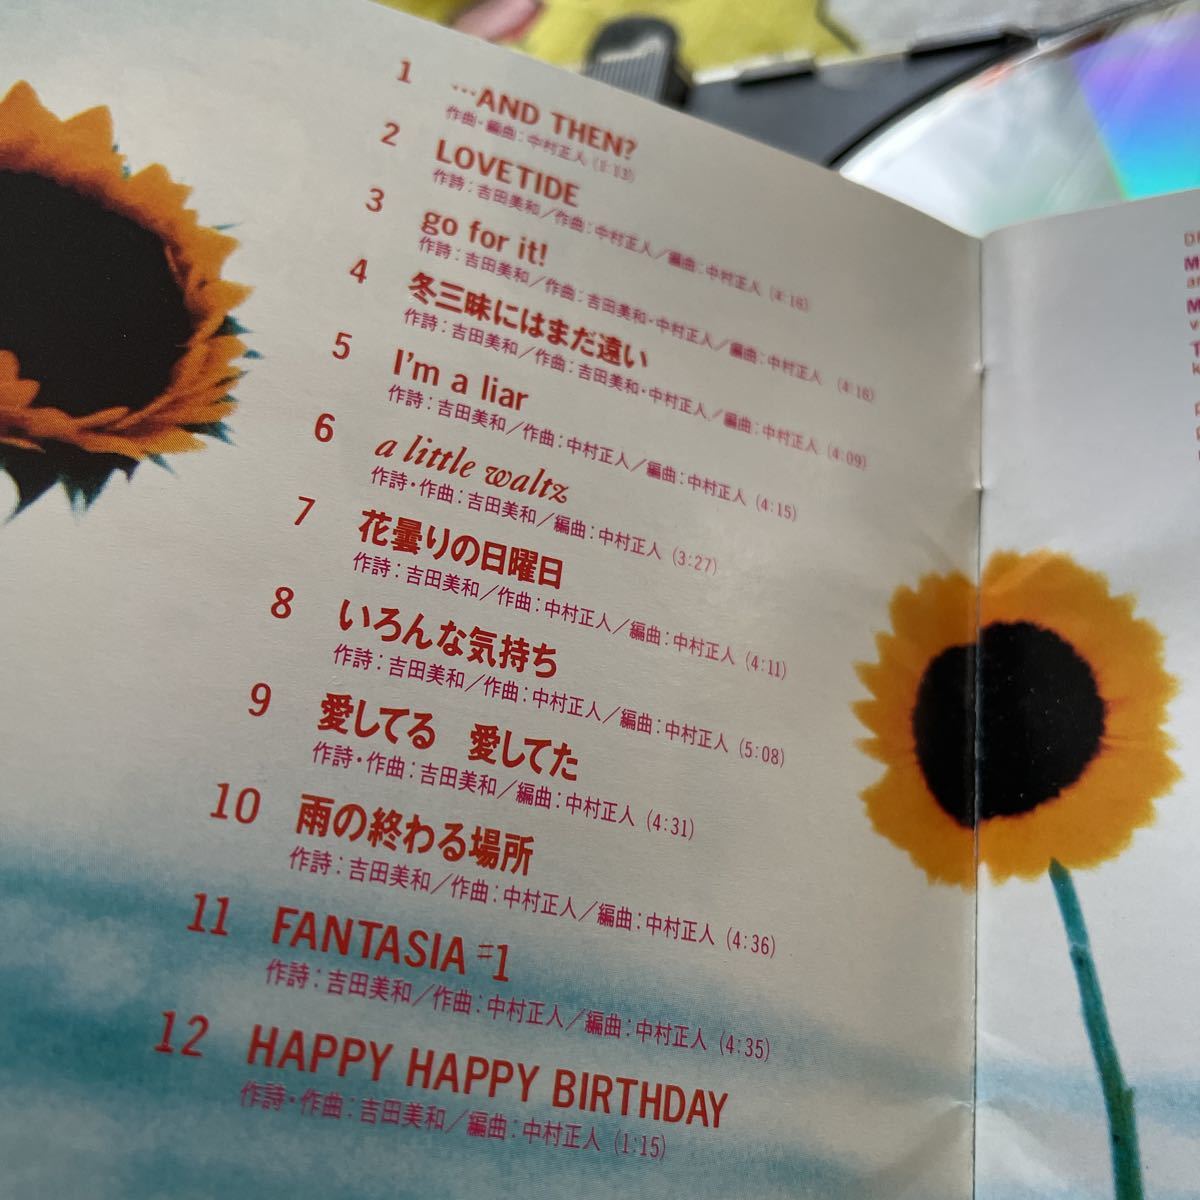 1 …AND THEN?
作曲・編曲：中村正人 (1:13)
2 LOVETIDE
作詩：吉田美和／作曲：中村正人／編曲：中村正人 (4:16)
3 go for it!
作詩：吉田美和／作曲：吉田美和・中村正人／編曲：中村正人 (4:16)
4 冬三昧にはまだ遠い
作詩：吉田美和／作曲：吉田美和・中村正人／編曲：中村正人 (4:09)
5 I'm a liar
作詩：吉田美和／作曲：中村正人／編曲：中村正人 (4:15)
6 a little waltz
作詩・作曲：吉田美和／編曲：中村正人 (3:27)
7 花曇りの日曜日
作詩：吉田美和／作曲：中村正人／編曲：中村正人 (4:11)
8 いろんな気持ち
作詩：吉田美和／作曲：中村正人／編曲：中村正人 (5:08)
9 愛してる 愛してた
作詩・作曲：吉田美和／編曲：中村正人 (4:31)
10 雨の終わる場所
作詩：吉田美和／作曲：中村正人／編曲：中村正人 (4:36)
11 FANTASIA ♯1
作詩：吉田美和／作曲：中村正人／編曲：中村正人 (4:35)
12 HAPPY HAPPY BIRTHDAY
作詩・作曲：吉田美和／編曲：中村正人 (1:15)